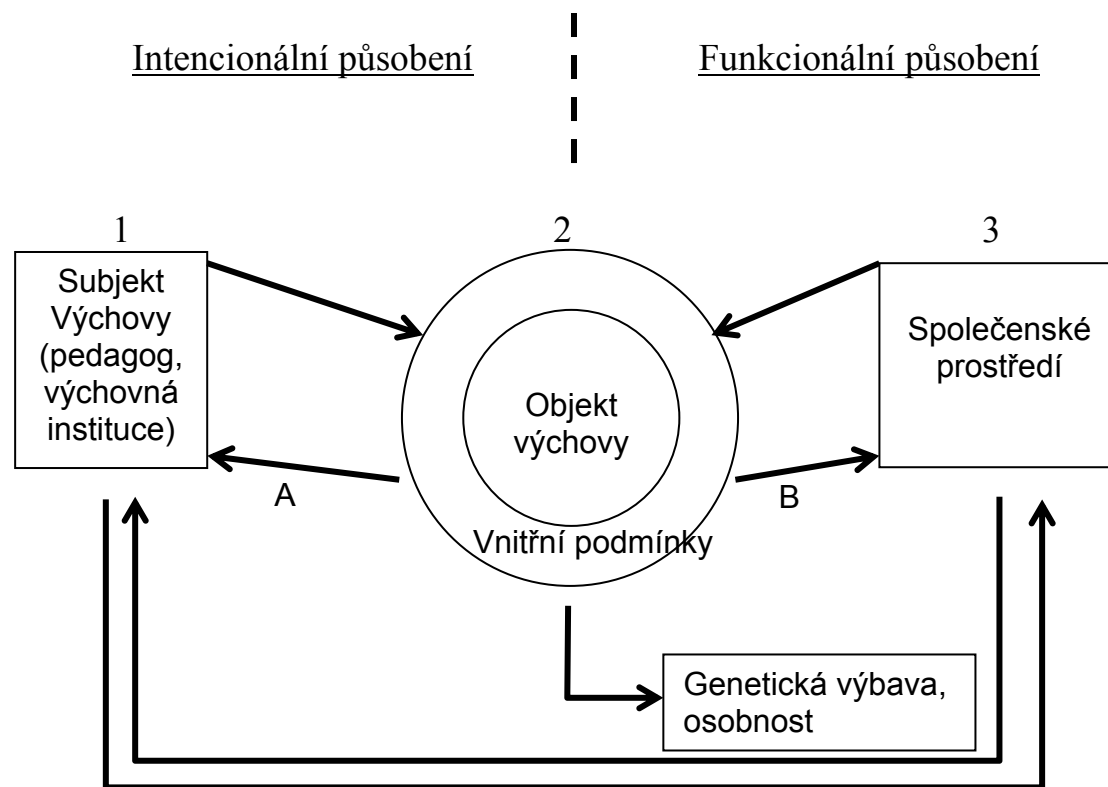 Intencionální působení
Funkcionální působení
1
2
3
Subjekt
Výchovy
(pedagog,
výchovná
instituce)
Objekt
výchovy
Společenské
prostředí
A
B
Vnitřní podmínky
Genetická výbava,
osobnost